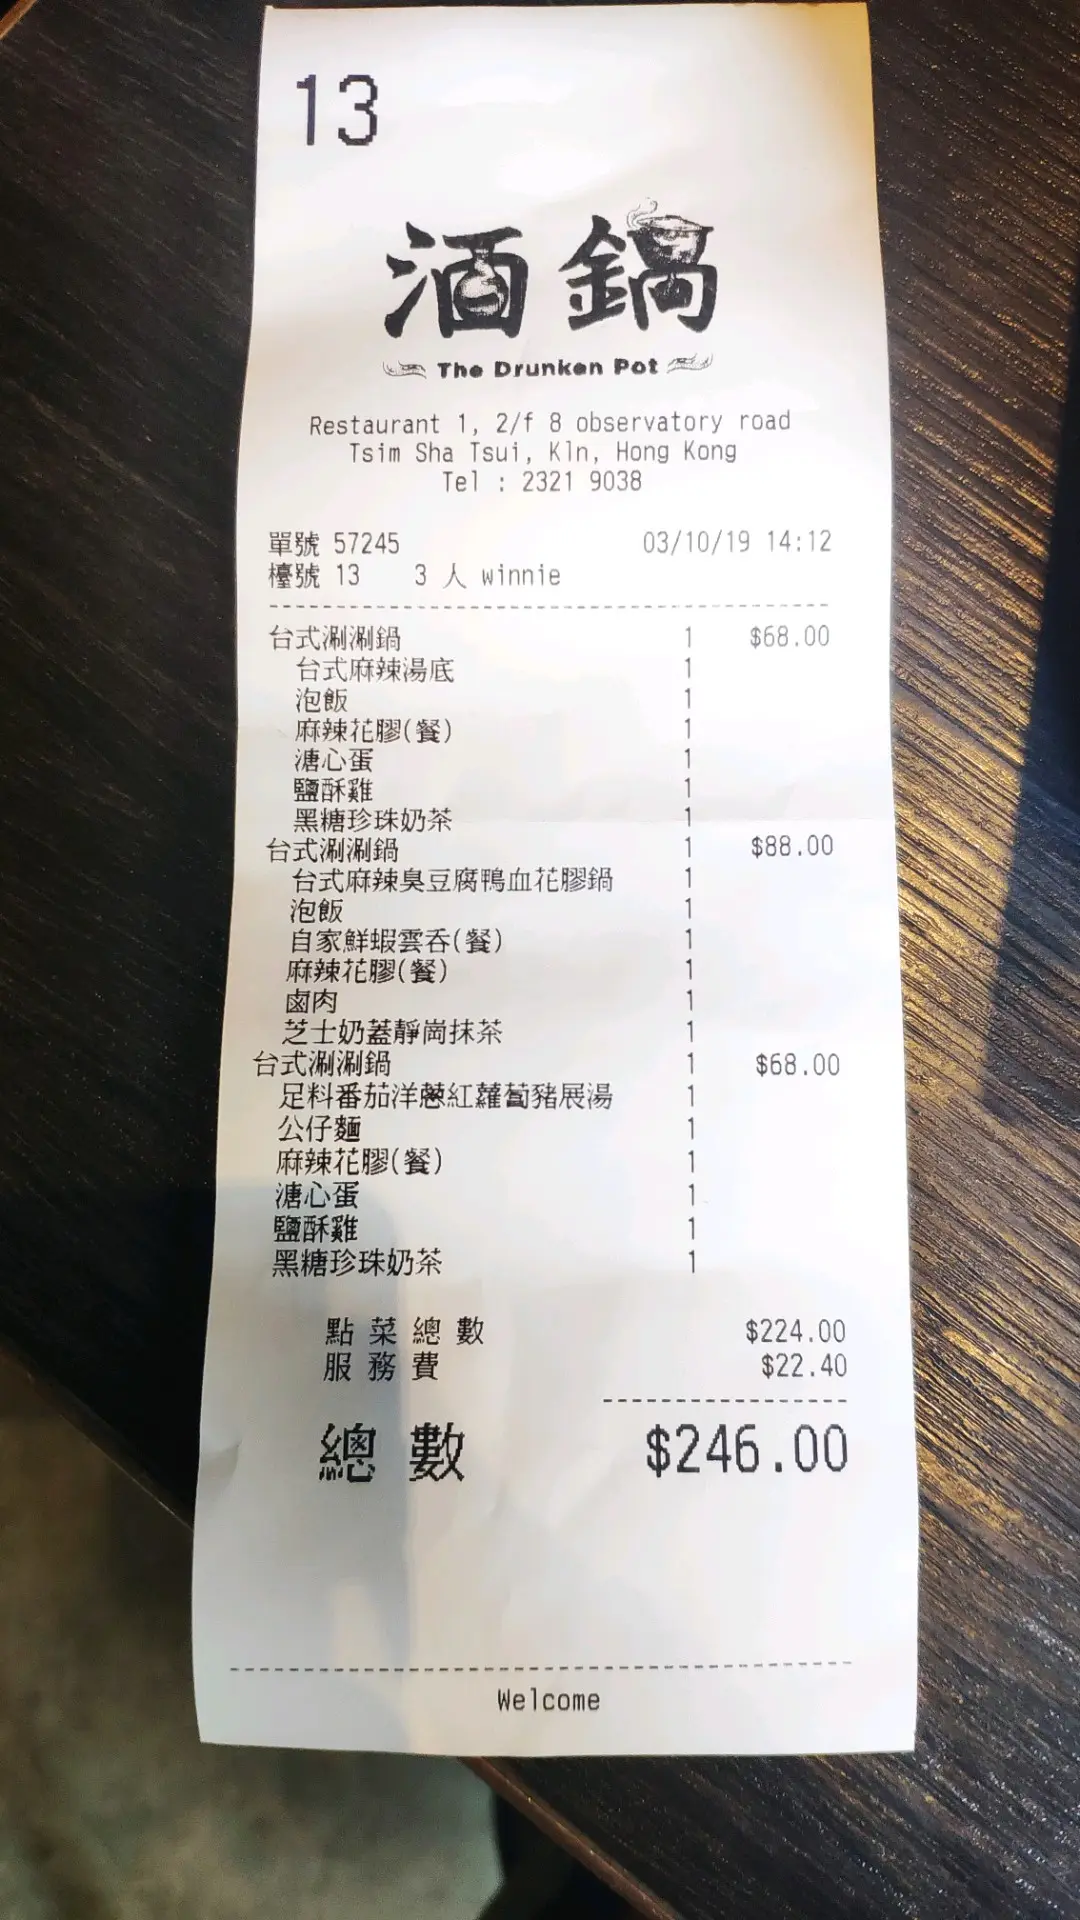 13
酒鍋
The Drunken Pot
Restaurant 1, 2/f 8 observatory road
Tsim Sha Tsui, Kln, Hong Kong
Tel : 2321 9038
單號 57245 03/10/19 14:12
檯號 13 3 人 winnie
台式涮涮鍋 1 $68.00
台式麻辣湯底 1
泡飯 1
麻辣花膠(餐) 1
溏心蛋 1
鹽酥雞 1
黑糖珍珠奶茶 1
台式涮涮鍋 1 $88.00
台式麻辣臭豆腐鴨血花膠鍋 1
泡飯 1
自家鮮蝦雲吞(餐) 1
麻辣花膠(餐) 1
鹵肉 1
芝士奶蓋靜崗抹茶 1
台式涮涮鍋 1 $68.00
足料番茄洋蔥紅蘿蔔豬展湯 1
公仔麵 1
麻辣花膠(餐) 1
溏心蛋 1
鹽酥雞 1
黑糖珍珠奶茶 1
點菜總數 $224.00
服務費 $22.40
總數 $246.00
Welcome